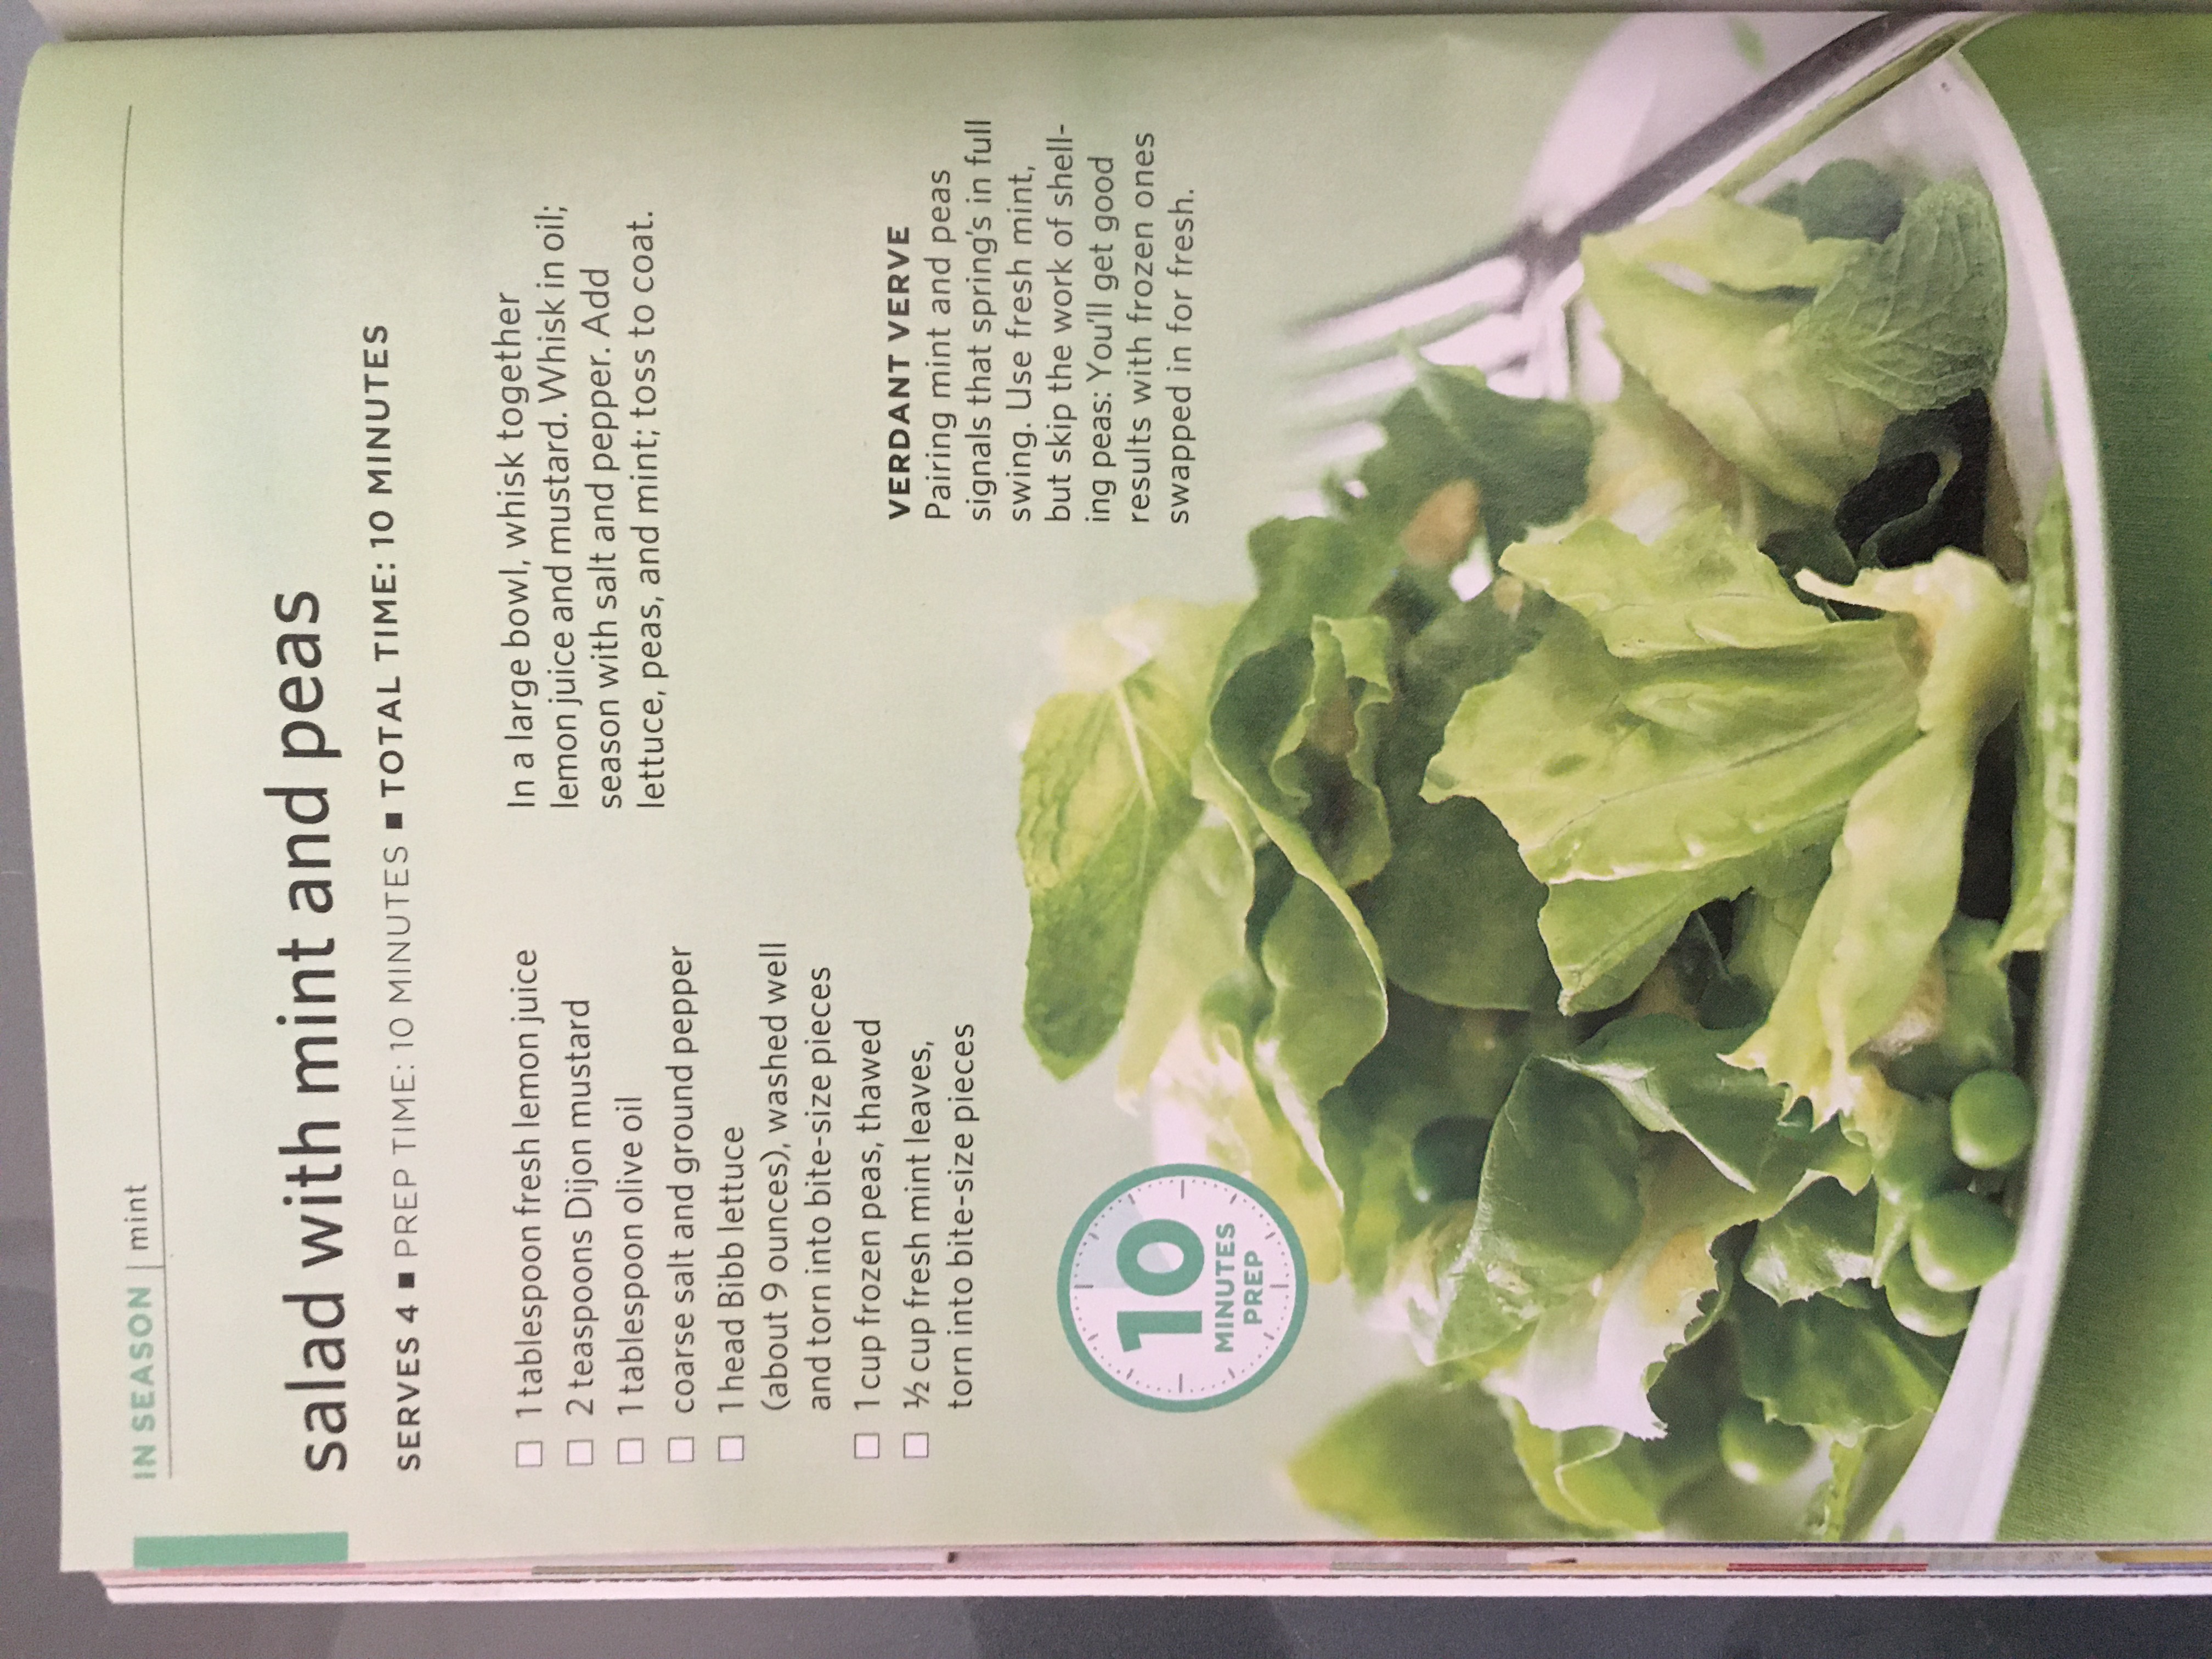 IN SEASON | mint
salad with mint and peas
SERVES 4 ■ PREP TIME: 10 MINUTES ■ TOTAL TIME: 10 MINUTES
1 tablespoon fresh lemon juice
2 teaspoons Dijon mustard
1 tablespoon olive oil
coarse salt and ground pepper
1 head Bibb lettuce
(about 9 ounces), washed well
and torn into bite-size pieces
1 cup frozen peas, thawed
½ cup fresh mint leaves,
torn into bite-size pieces
In a large bowl, whisk together
lemon juice and mustard. Whisk in oil;
season with salt and pepper. Add
lettuce, peas, and mint; toss to coat.
10
MINUTES
PREP
VERDANT VERVE
Pairing mint and peas
signals that spring's in full
swing. Use fresh mint,
but skip the work of shell-
ing peas: You'll get good
results with frozen ones
swapped in for fresh.